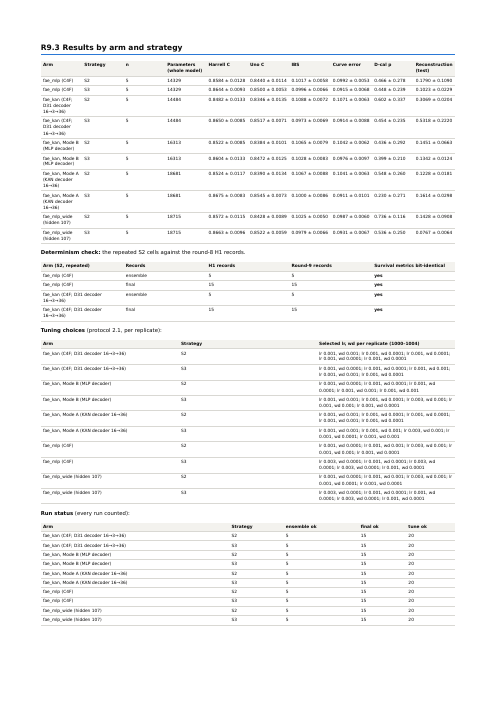 R9.3 Results by arm and strategy
Arm Strategy n Parameters (whole model) Harrell C Uno C IBS Curve error D-cal p Reconstruction (test)
fae_mlp (C4F) S2 5 14329 0.8584 ± 0.0128 0.8440 ± 0.0114 0.1017 ± 0.0058 0.0992 ± 0.0053 0.466 ± 0.278 0.1790 ± 0.1090
fae_mlp (C4F) S3 5 14329 0.8644 ± 0.0093 0.8500 ± 0.0053 0.0996 ± 0.0066 0.0915 ± 0.0068 0.248 ± 0.239 0.1023 ± 0.0229
fae_kan (C4F; D31 decoder 16→3→36) S2 5 14484 0.8482 ± 0.0133 0.8346 ± 0.0135 0.1088 ± 0.0072 0.1071 ± 0.0063 0.602 ± 0.337 0.3069 ± 0.0204
fae_kan (C4F; D31 decoder 16→3→36) S3 5 14484 0.8650 ± 0.0085 0.8517 ± 0.0071 0.0973 ± 0.0069 0.0914 ± 0.0088 0.454 ± 0.235 0.5318 ± 0.2220
fae_kan, Mode B (MLP decoder) S2 5 16313 0.8522 ± 0.0085 0.8384 ± 0.0101 0.1065 ± 0.0079 0.1042 ± 0.0062 0.436 ± 0.292 0.1451 ± 0.0663
fae_kan, Mode B (MLP decoder) S3 5 16313 0.8604 ± 0.0133 0.8472 ± 0.0125 0.1028 ± 0.0083 0.0976 ± 0.0097 0.399 ± 0.210 0.1342 ± 0.0124
fae_kan, Mode A (KAN decoder 16→36) S2 5 18681 0.8524 ± 0.0117 0.8390 ± 0.0134 0.1067 ± 0.0088 0.1041 ± 0.0063 0.548 ± 0.260 0.1228 ± 0.0181
fae_kan, Mode A (KAN decoder 16→36) S3 5 18681 0.8675 ± 0.0083 0.8545 ± 0.0073 0.1000 ± 0.0086 0.0911 ± 0.0101 0.230 ± 0.271 0.1614 ± 0.0298
fae_mlp_wide (hidden 107) S2 5 18715 0.8572 ± 0.0115 0.8428 ± 0.0089 0.1025 ± 0.0050 0.0987 ± 0.0060 0.736 ± 0.116 0.1428 ± 0.0908
fae_mlp_wide (hidden 107) S3 5 18715 0.8663 ± 0.0096 0.8522 ± 0.0059 0.0979 ± 0.0066 0.0931 ± 0.0067 0.536 ± 0.250 0.0767 ± 0.0064
Determinism check: the repeated S2 cells against the round-8 H1 records.
Arm (S2, repeated) Records H1 records Round-9 records Survival metrics bit-identical
fae_mlp (C4F) ensemble 5 5 yes
fae_mlp (C4F) final 15 15 yes
fae_kan (C4F; D31 decoder 16→3→36) ensemble 5 5 yes
fae_kan (C4F; D31 decoder 16→3→36) final 15 15 yes
Tuning choices (protocol 2.1, per replicate):
Arm Strategy Selected lr, wd per replicate (1000–1004)
fae_kan (C4F; D31 decoder 16→3→36) S2 lr 0.001, wd 0.001; lr 0.001, wd 0.0001; lr 0.001, wd 0.0001;
lr 0.001, wd 0.001; lr 0.001, wd 0.0001
fae_kan (C4F; D31 decoder 16→3→36) S3 lr 0.001, wd 0.001; lr 0.001, wd 0.0001; lr 0.001, wd 0.001;
lr 0.001, wd 0.001; lr 0.001, wd 0.0001
fae_kan, Mode B (MLP decoder) S2 lr 0.001, wd 0.0001; lr 0.001, wd 0.001; lr 0.001, wd
0.0001; lr 0.001, wd 0.001; lr 0.001, wd 0.0001
fae_kan, Mode B (MLP decoder) S3 lr 0.001, wd 0.001; lr 0.001, wd 0.0001; lr 0.003, wd 0.001; lr
0.001, wd 0.001; lr 0.001, wd 0.001
fae_kan, Mode A (KAN decoder 16→36) S2 lr 0.001, wd 0.001; lr 0.001, wd 0.001; lr 0.001, wd 0.0001;
lr 0.001, wd 0.001; lr 0.001, wd 0.0001
fae_kan, Mode A (KAN decoder 16→36) S3 lr 0.001, wd 0.001; lr 0.001, wd 0.001; lr 0.003, wd 0.001; lr
0.001, wd 0.0001; lr 0.001, wd 0.001
fae_mlp (C4F) S2 lr 0.001, wd 0.001; lr 0.001, wd 0.001; lr 0.003, wd 0.001; lr
0.001, wd 0.001; lr 0.001, wd 0.0001
fae_mlp (C4F) S3 lr 0.003, wd 0.0001; lr 0.001, wd 0.001; lr 0.003, wd
0.0001; lr 0.003, wd 0.0001; lr 0.001, wd 0.0001
fae_mlp_wide (hidden 107) S2 lr 0.001, wd 0.0001; lr 0.001, wd 0.001; lr 0.003, wd 0.001; lr
0.001, wd 0.0001; lr 0.001, wd 0.0001
fae_mlp_wide (hidden 107) S3 lr 0.003, wd 0.0001; lr 0.001, wd 0.0001; lr 0.001, wd
0.0001; lr 0.003, wd 0.0001; lr 0.001, wd 0.0001
Run status (every run counted):
Arm Strategy ensemble ok final ok tune ok
fae_kan (C4F; D31 decoder 16→3→36) S2 5 15 20
fae_kan (C4F; D31 decoder 16→3→36) S3 5 15 20
fae_kan, Mode B (MLP decoder) S2 5 15 20
fae_kan, Mode B (MLP decoder) S3 5 15 20
fae_kan, Mode A (KAN decoder 16→36) S2 5 15 20
fae_kan, Mode A (KAN decoder 16→36) S3 5 15 20
fae_mlp (C4F) S2 5 15 20
fae_mlp (C4F) S3 5 15 20
fae_mlp_wide (hidden 107) S2 5 15 20
fae_mlp_wide (hidden 107) S3 5 15 20